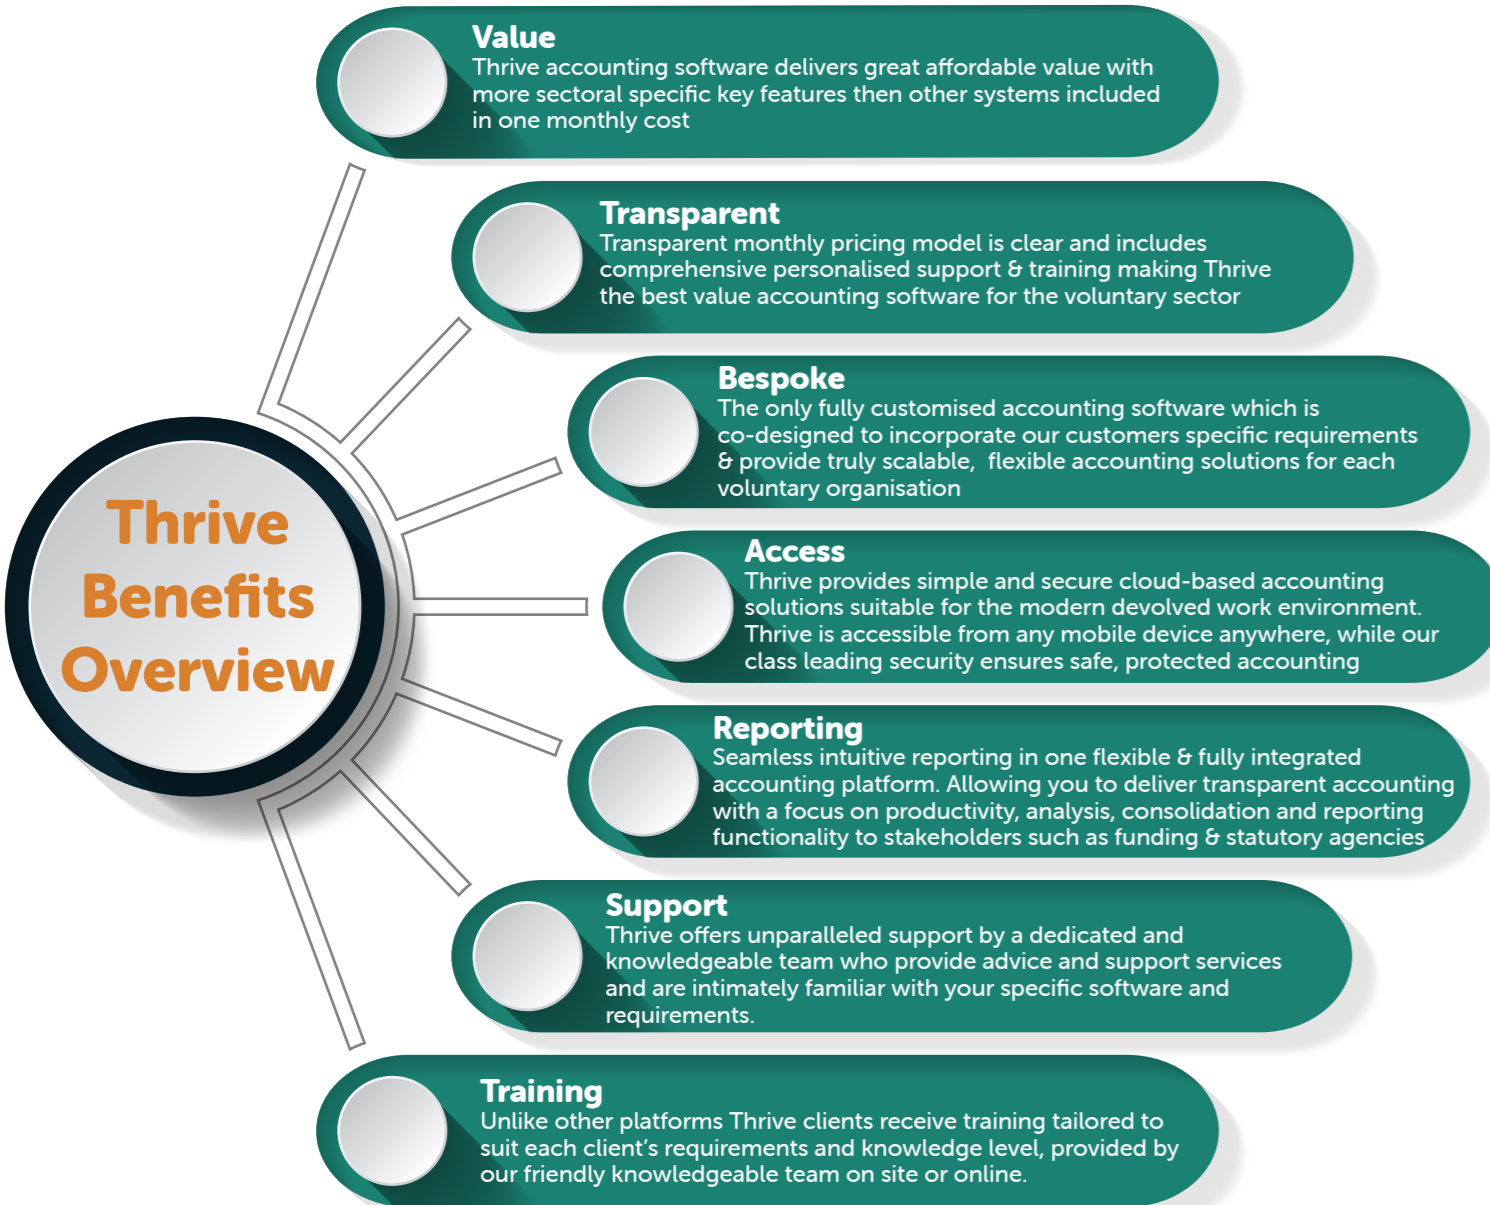 Value
Thrive accounting software delivers great affordable value with
more sectoral specific key features then other systems included
in one monthly cost
Transparent
Transparent monthly pricing model is clear and includes
comprehensive personalised support & training making Thrive
the best value accounting software for the voluntary sector
Bespoke
The only fully customised accounting software which is
co-designed to incorporate our customers specific requirements
& provide truly scalable, flexible accounting solutions for each
voluntary organisation
Thrive
Benefits
Overview
Access
Thrive provides simple and secure cloud-based accounting
solutions suitable for the modern devolved work environment.
Thrive is accessible from any mobile device anywhere, while our
class leading security ensures safe, protected accounting
Reporting
Seamless intuitive reporting in one flexible & fully integrated
accounting platform. Allowing you to deliver transparent accounting
with a focus on productivity, analysis, consolidation and reporting
functionality to stakeholders such as funding & statutory agencies
Support
Thrive offers unparalleled support by a dedicated and
knowledgeable team who provide advice and support services
and are intimately familiar with your specific software and
requirements.
Training
Unlike other platforms Thrive clients receive training tailored to
suit each client's requirements and knowledge level, provided by
our friendly knowledgeable team on site or online.